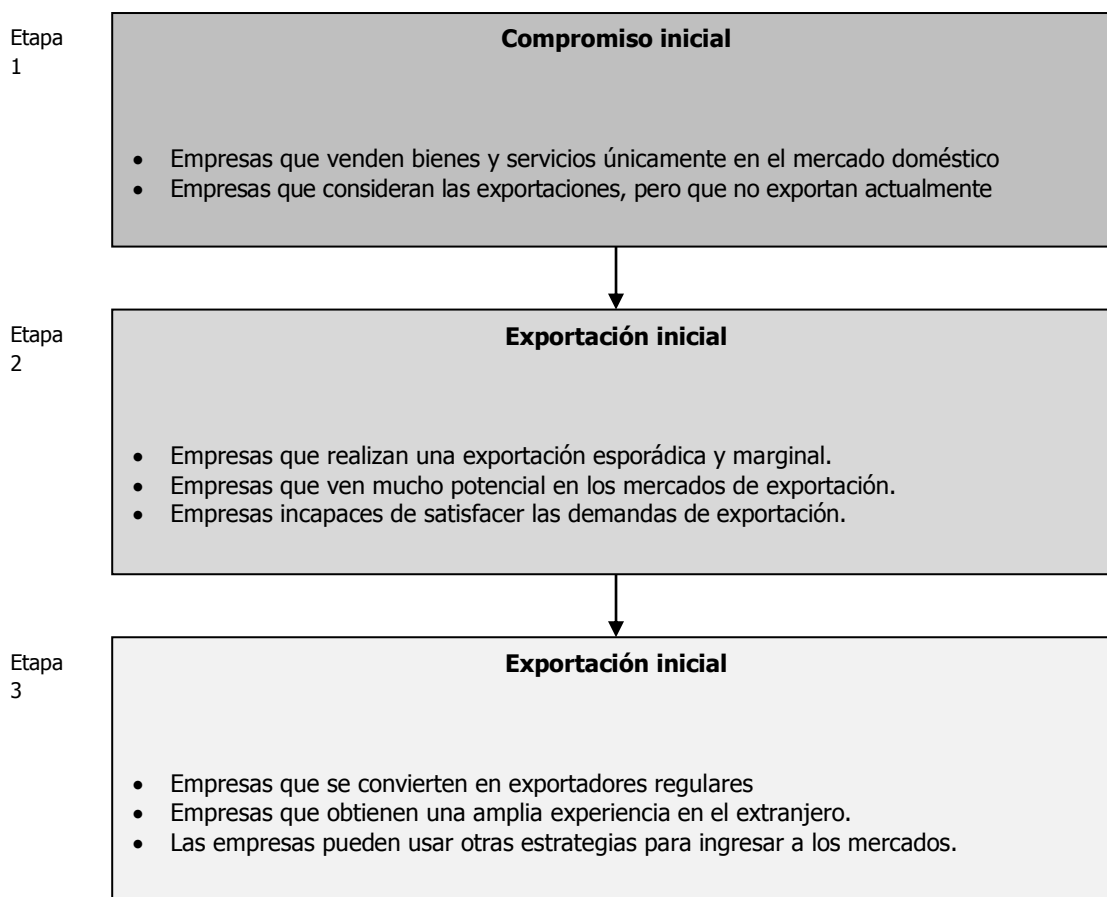 Etapa
1
Compromiso inicial
• Empresas que venden bienes y servicios únicamente en el mercado doméstico
• Empresas que consideran las exportaciones, pero que no exportan actualmente
Etapa
2
Exportación inicial
• Empresas que realizan una exportación esporádica y marginal.
• Empresas que ven mucho potencial en los mercados de exportación.
• Empresas incapaces de satisfacer las demandas de exportación.
Etapa
3
Exportación inicial
• Empresas que se convierten en exportadores regulares
• Empresas que obtienen una amplia experiencia en el extranjero.
• Las empresas pueden usar otras estrategias para ingresar a los mercados.